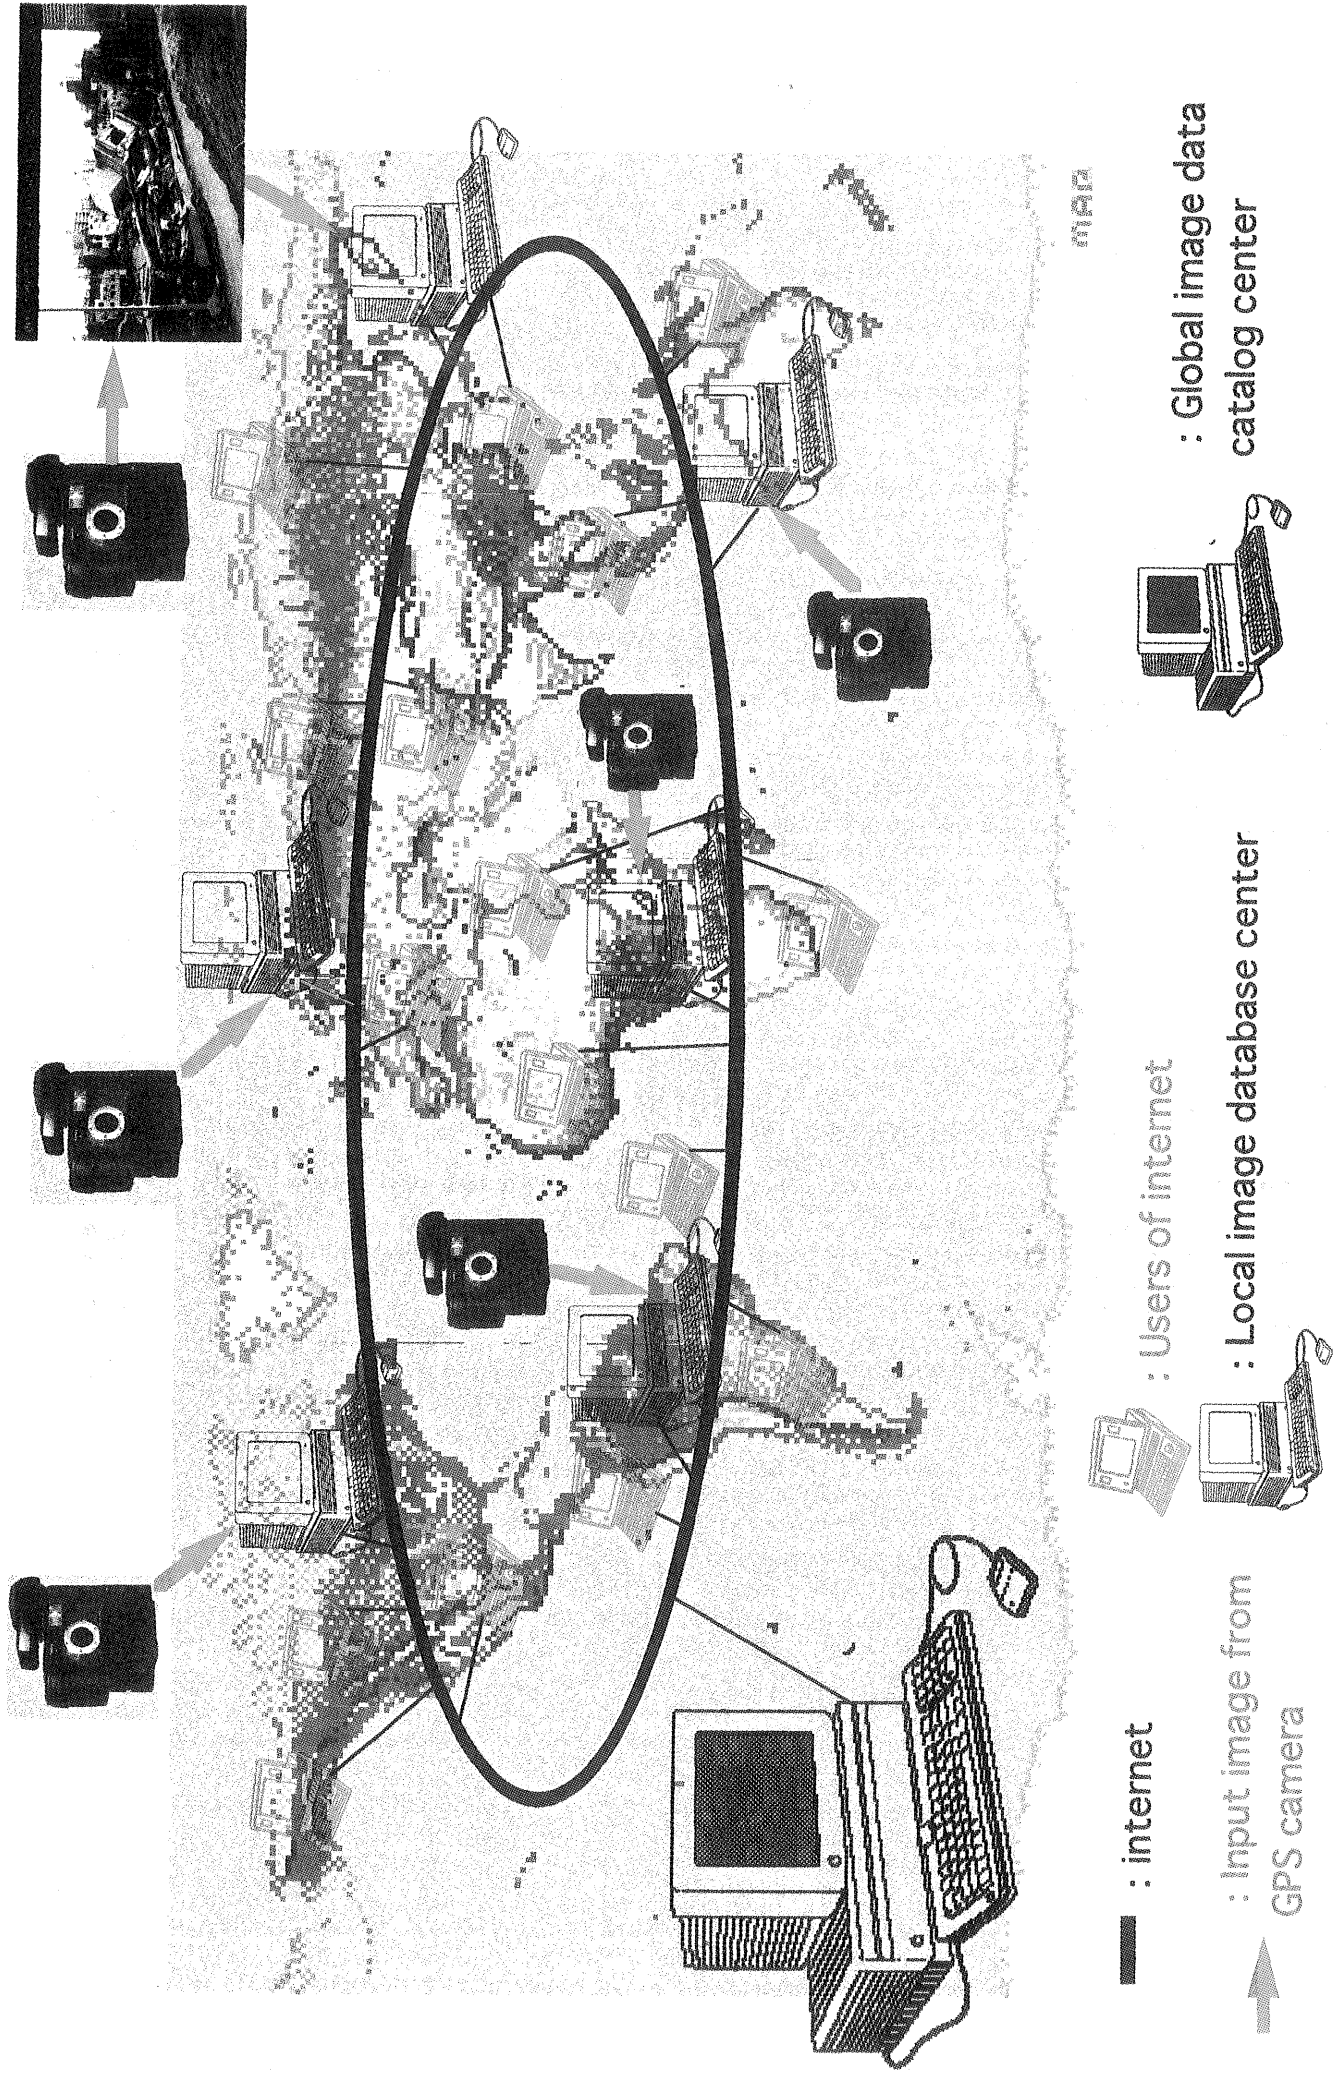 : internet
: Input image from
GPS camera
: Users of internet
: Local image database center
: Global image data
catalog center